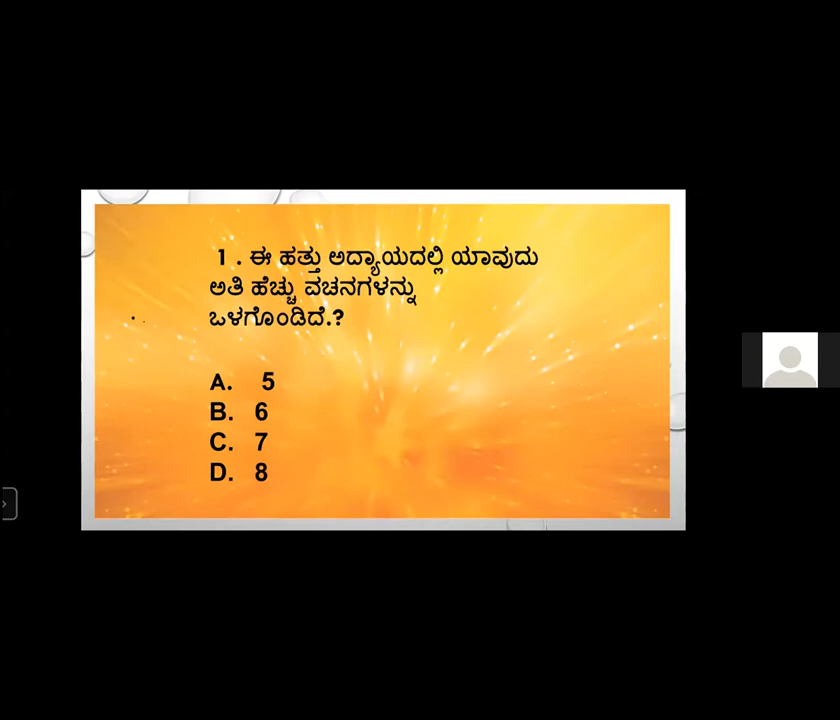 1 . ಈ ಹತ್ತು ಅದ್ಯಾಯದಲ್ಲಿ ಯಾವುದು
ಅತಿ ಹೆಚ್ಚು ವಚನಗಳನ್ನು
ಒಳಗೊಂಡಿದೆ.?
A. 5
B. 6
C. 7
D. 8